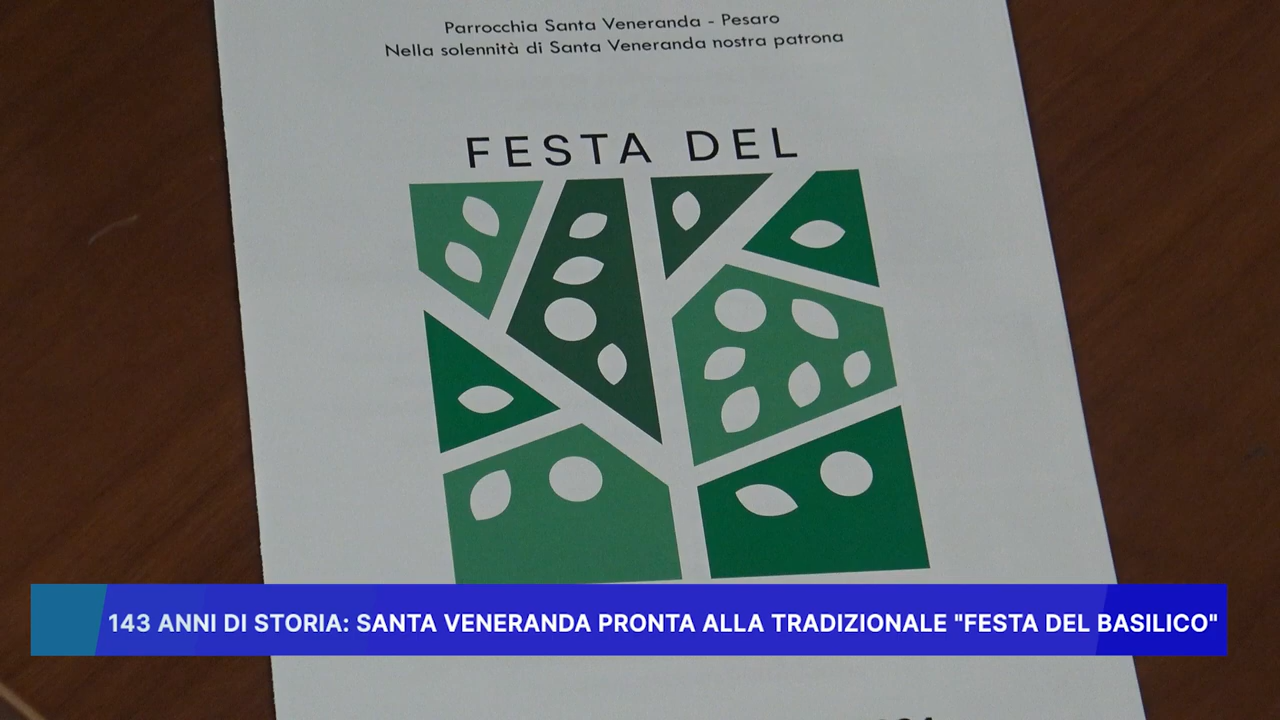 Parrocchia Santa Veneranda - Pesaro
Nella solennità di Santa Veneranda nostra patrona
FESTA DEL
143 ANNI DI STORIA: SANTA VENERANDA PRONTA ALLA TRADIZIONALE "FESTA DEL BASILICO"